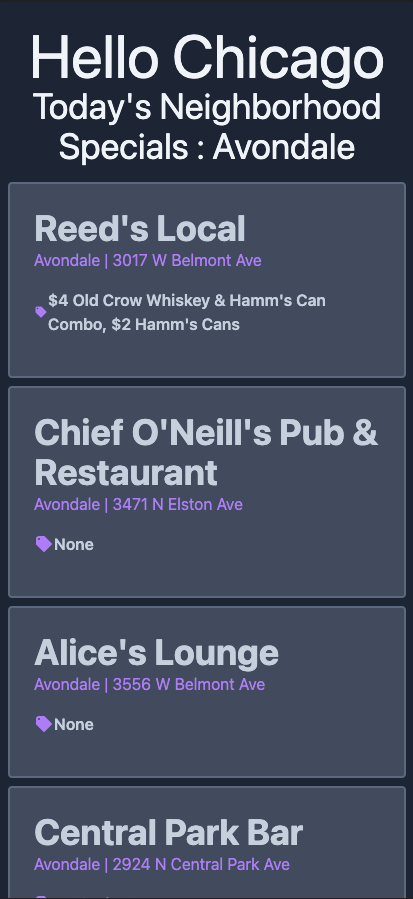 Hello Chicago
Today's Neighborhood
Specials : Avondale
Reed's Local
Avondale | 3017 W Belmont Ave
$4 Old Crow Whiskey & Hamm's Can
Combo, $2 Hamm's Cans
Chief O'Neill's Pub &
Restaurant
Avondale | 3471 N Elston Ave
None
Alice's Lounge
Avondale | 3556 W Belmont Ave
None
Central Park Bar
Avondale | 2924 N Central Park Ave